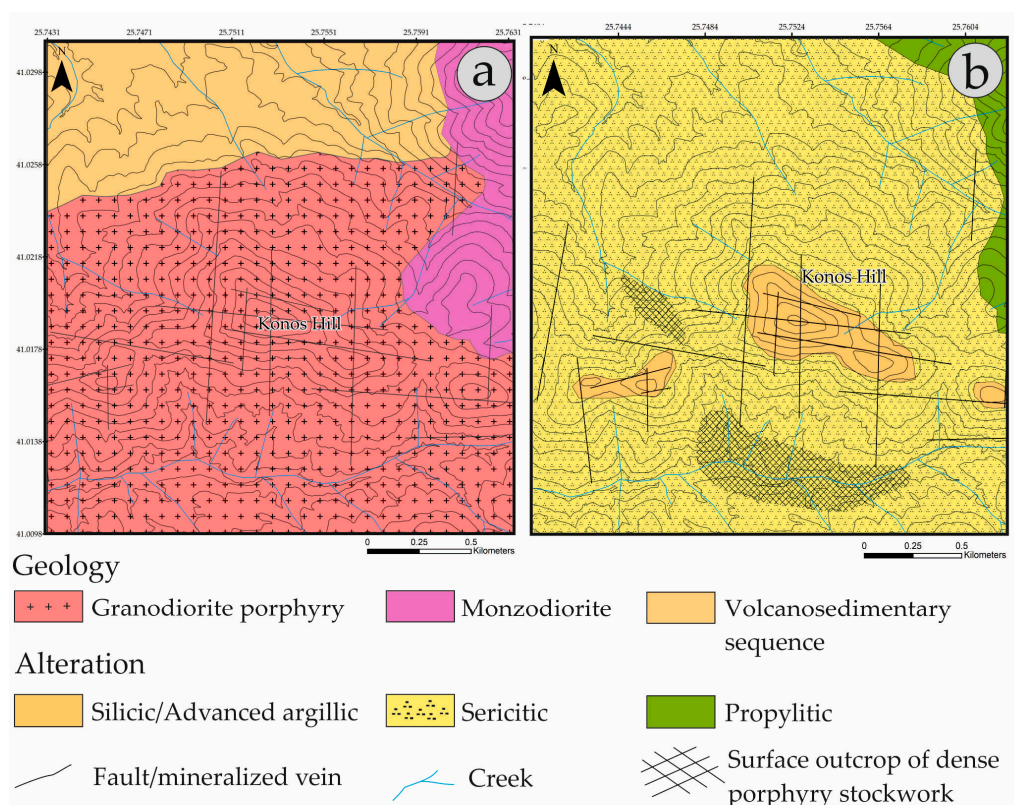 25.7431 25.7471 25.7511 25.7551 25.7591 25.7631
25.7444 25.7484 25.7524 25.7564 25.7604
N
a
N
b
41.0298
41.0258
41.0218
41.0178
41.0138
41.0098
Konos Hill
Konos Hill
0 0.25 0.5
Kilometers
0 0.25 0.5
Kilometers
Geology
Granodiorite porphyry
Monzodiorite
Volcanosedimentary
sequence
Alteration
Silicic/Advanced argillic
Sericitic
Propylitic
Fault/mineralized vein
Creek
Surface outcrop of dense
porphyry stockwork